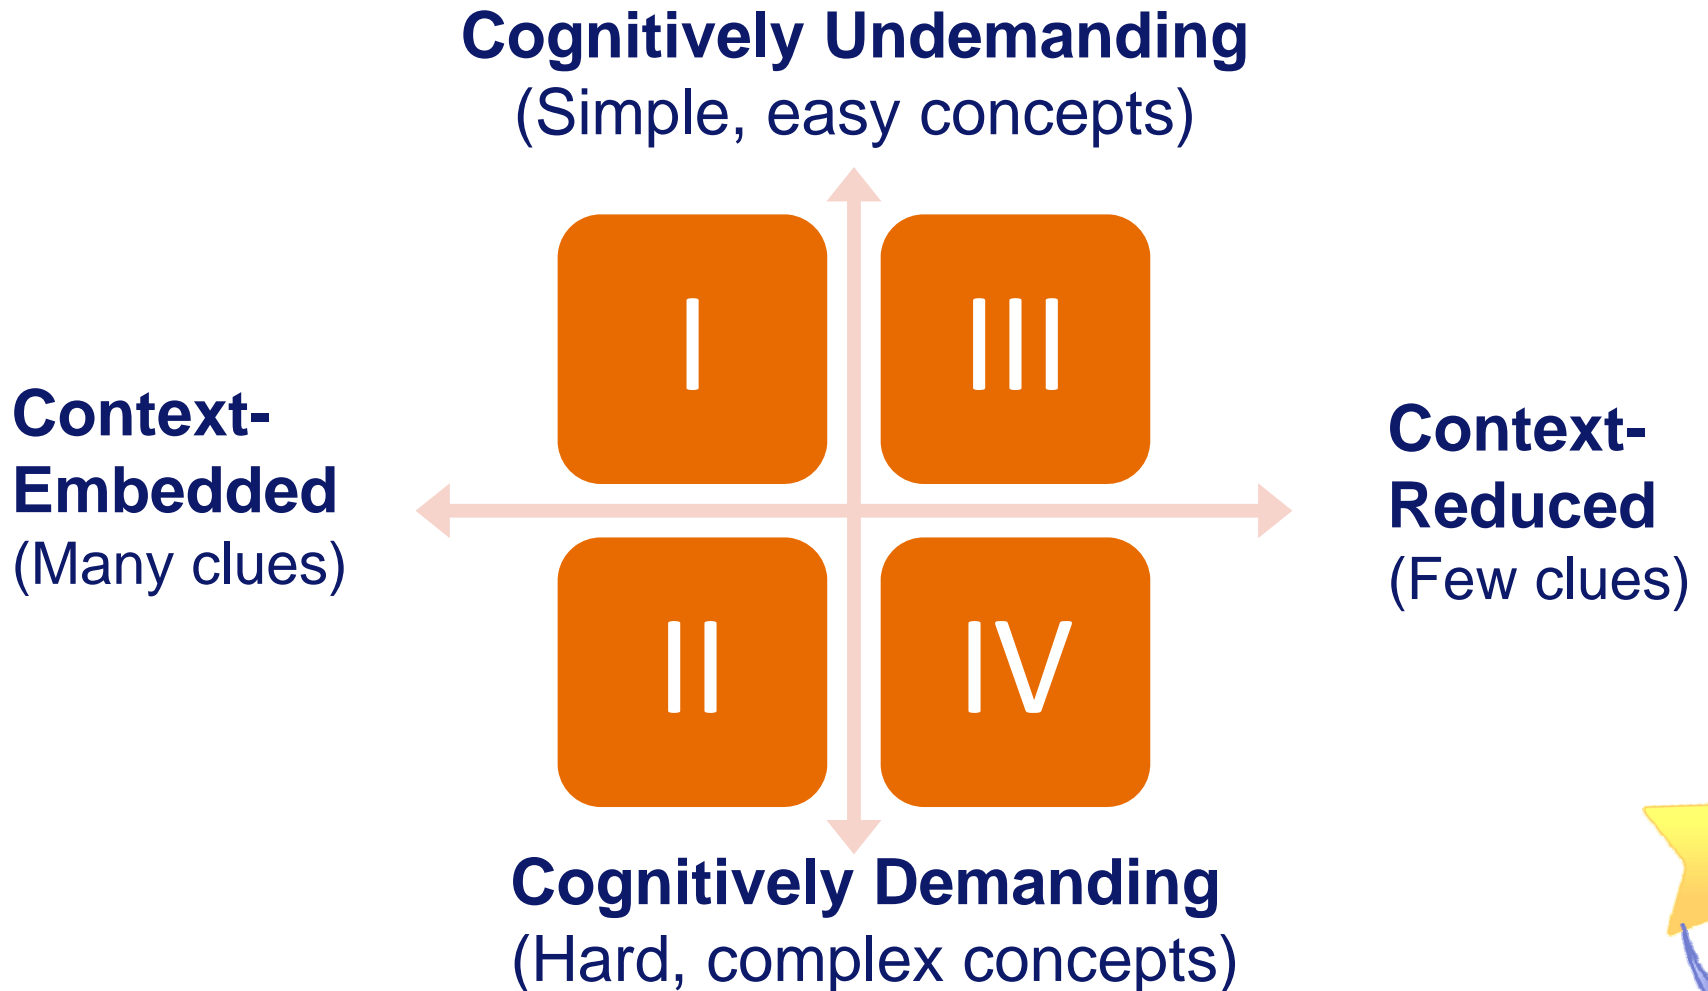 Cognitively Undemanding
(Simple, easy concepts)
I
III
Context-
Embedded
(Many clues)
Context-
Reduced
(Few clues)
II
IV
Cognitively Demanding
(Hard, complex concepts)